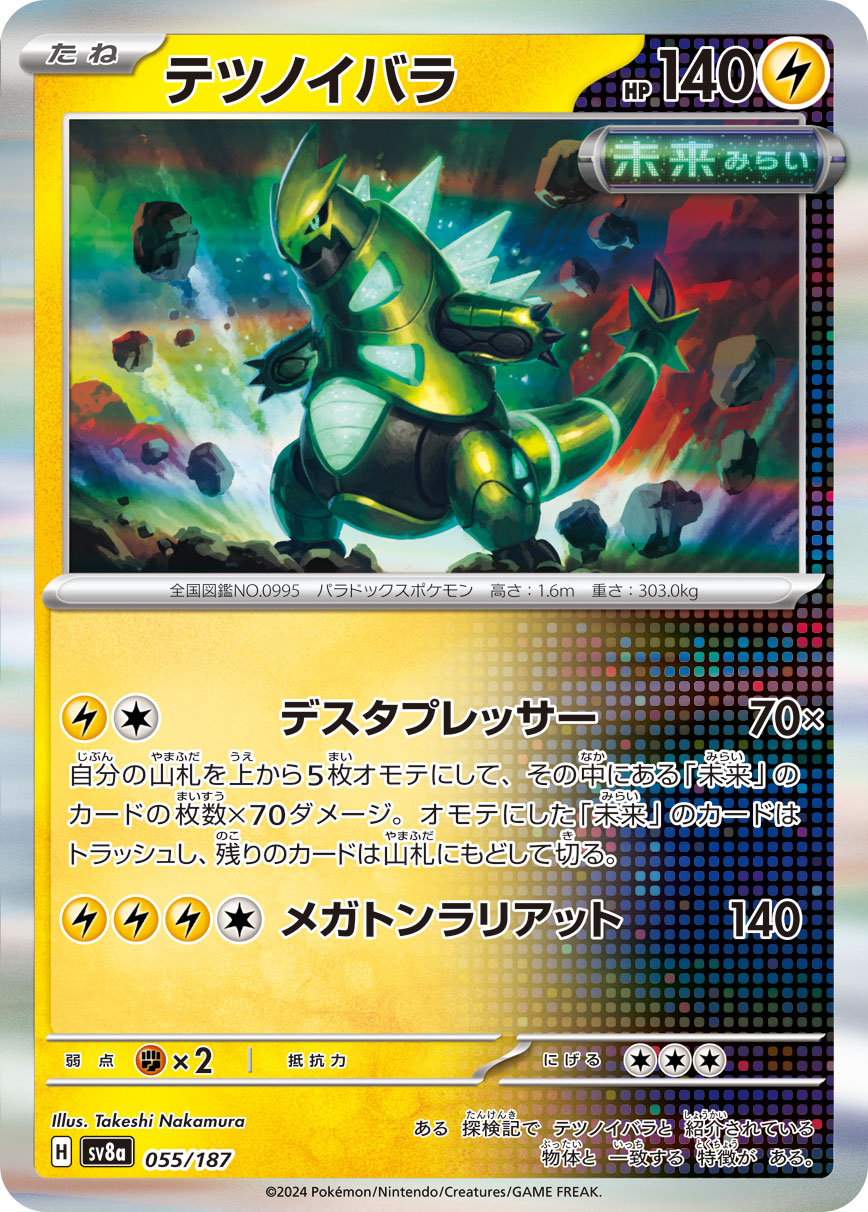 たね
テツノイバラ
HP 140
未来 みらい
全国図鑑NO.0995 パラドックスポケモン 高さ:1.6m 重さ:303.0kg
デスタプレッサー 70×
自分の山札を上から5枚オモテにして、その中にある「未来」の
カードの枚数×70ダメージ。オモテにした「未来」のカードは
トラッシュし、残りのカードは山札にもどして切る。
メガトンラリアット 140
弱点 ×2 抵抗力 にげる
Illus. Takeshi Nakamura
ある 探検記で テツノイバラと 紹介されている
物体と 一致する 特徴が ある。
H sv8a 055/187
©2024 Pokémon/Nintendo/Creatures/GAME FREAK.